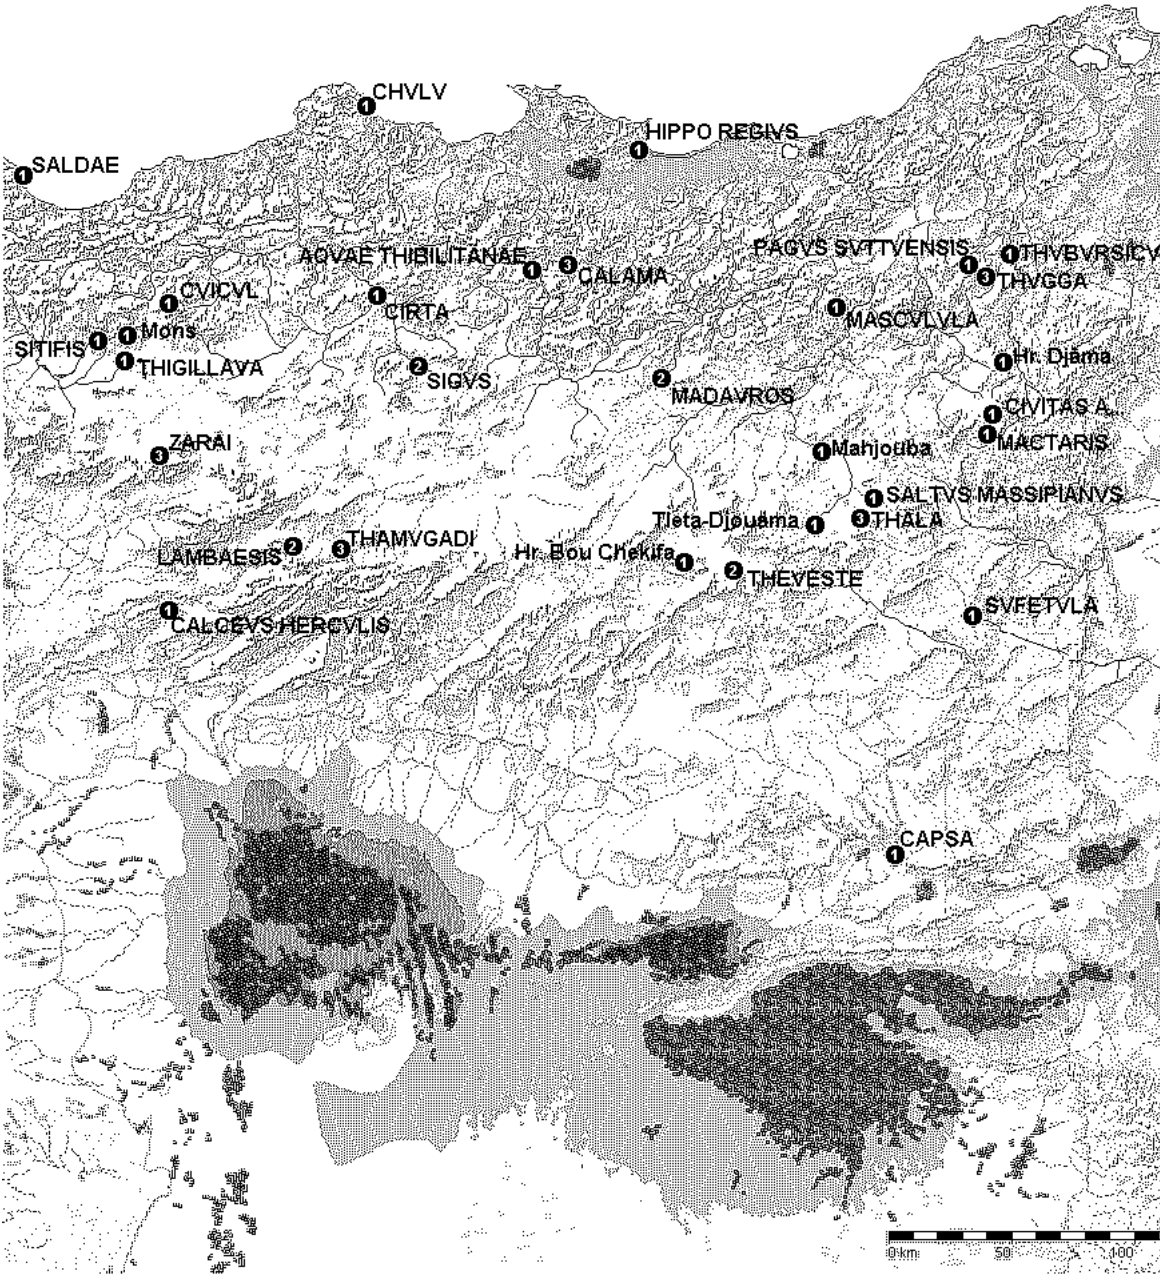 CHVLV
HIPPO REGIVS
SALDAE
PAGVS SVTTVENSIS
THVBVRSICV
AQVAE THIBILITANAE
CALAMA
THVGGA
CVICVL
CIRTA
MASCVLVLA
Mons
SITIFIS
THIGILLAVA
SIGVS
Hr. Djâma
MADAVROS
CIVITAS A.
MACTARIS
ZARAI
Mahjouba
SALTVS MASSIPIANVS
Tleta-Djouâma
THALA
THAMVGADI
LAMBAESIS
Hr. Bou Chekifa
THEVESTE
CALCEVS HERCVLIS
SVFETVLA
CAPSA
0 km 50 100